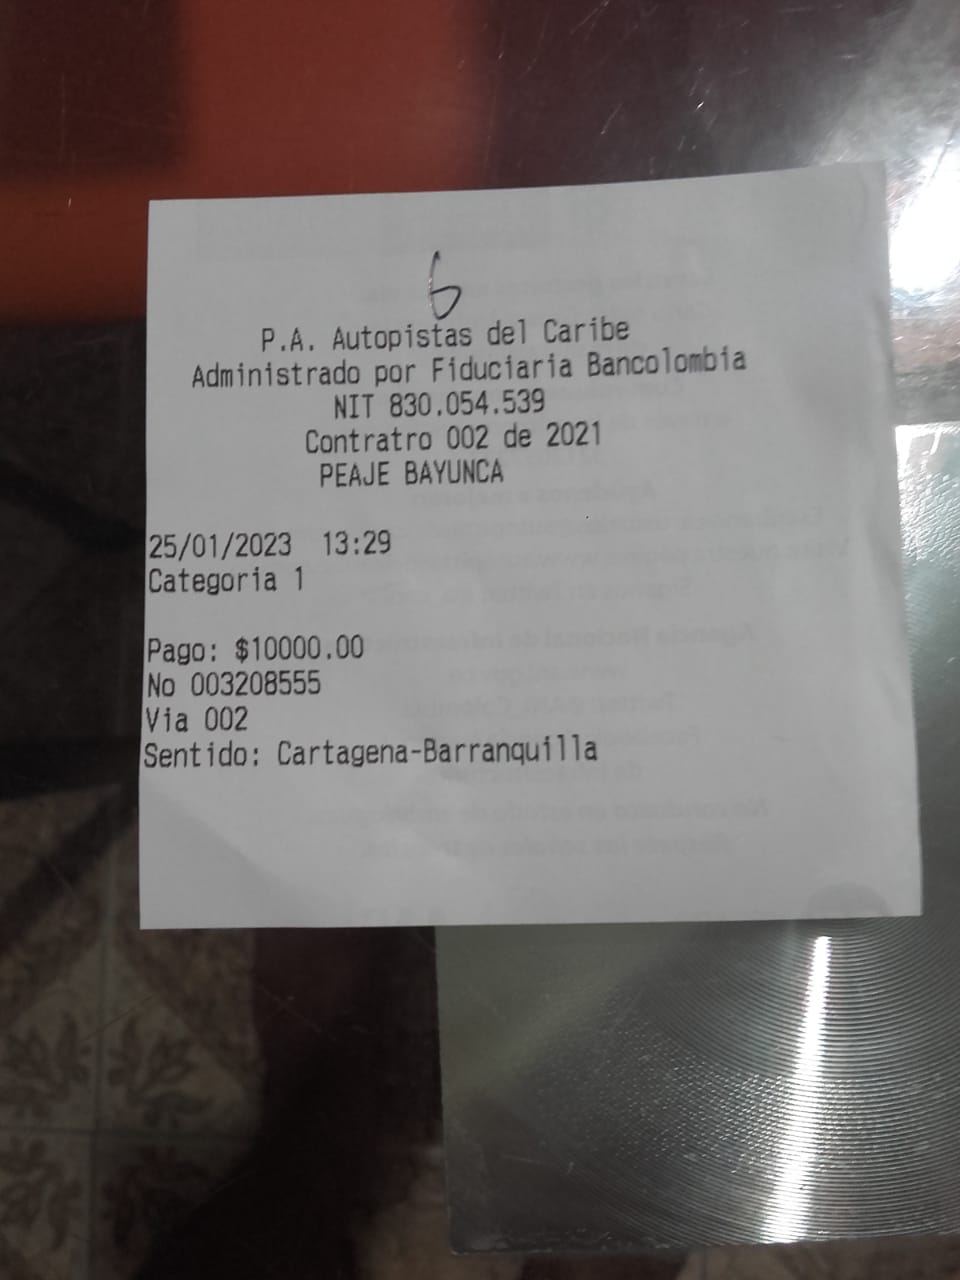 6
P.A. Autopistas del Caribe
Administrado por Fiduciaria Bancolombia
NIT 830.054.539
Contratro 002 de 2021
PEAJE BAYUNCA
25/01/2023 13:29
Categoria 1
Pago: $10000.00
No 003208555
Via 002
Sentido: Cartagena-Barranquilla